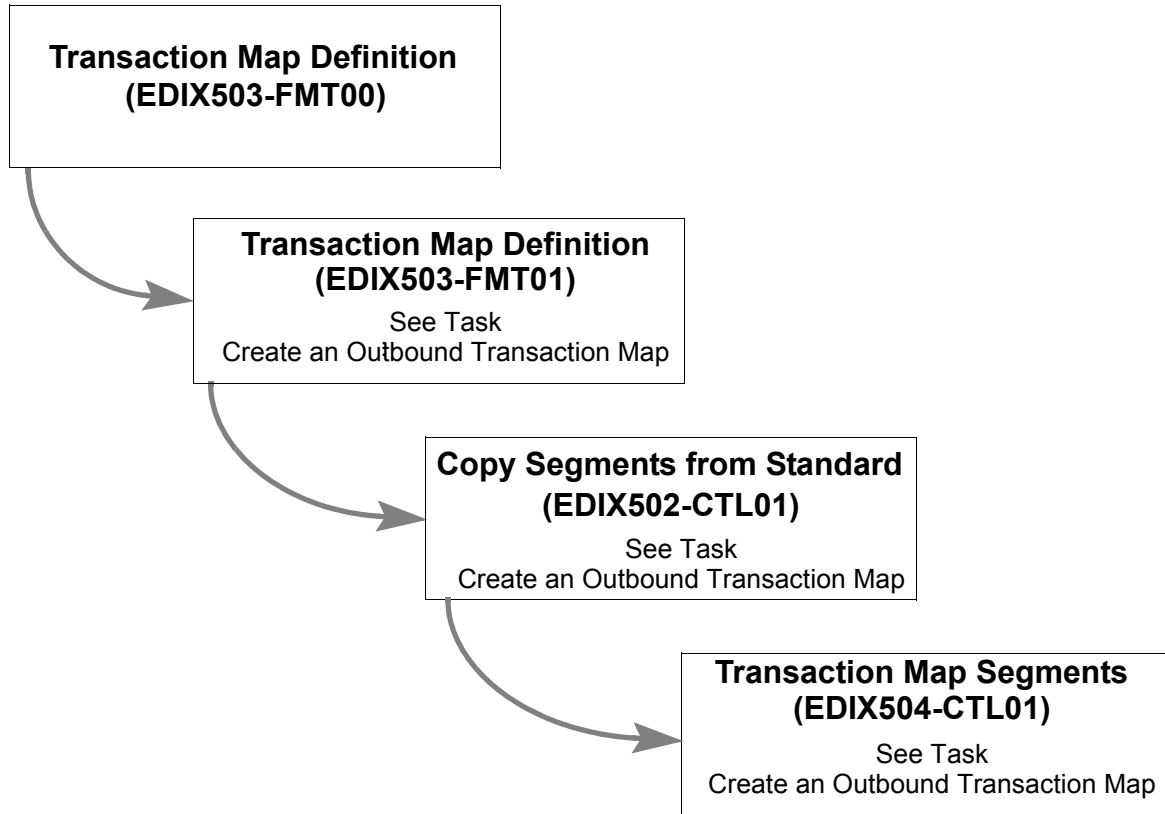 Transaction Map Definition
(EDIX503-FMT00)
Transaction Map Definition
(EDIX503-FMT01)
See Task
Create an Outbound Transaction Map
Copy Segments from Standard
(EDIX502-CTL01)
See Task
Create an Outbound Transaction Map
Transaction Map Segments
(EDIX504-CTL01)
See Task
Create an Outbound Transaction Map